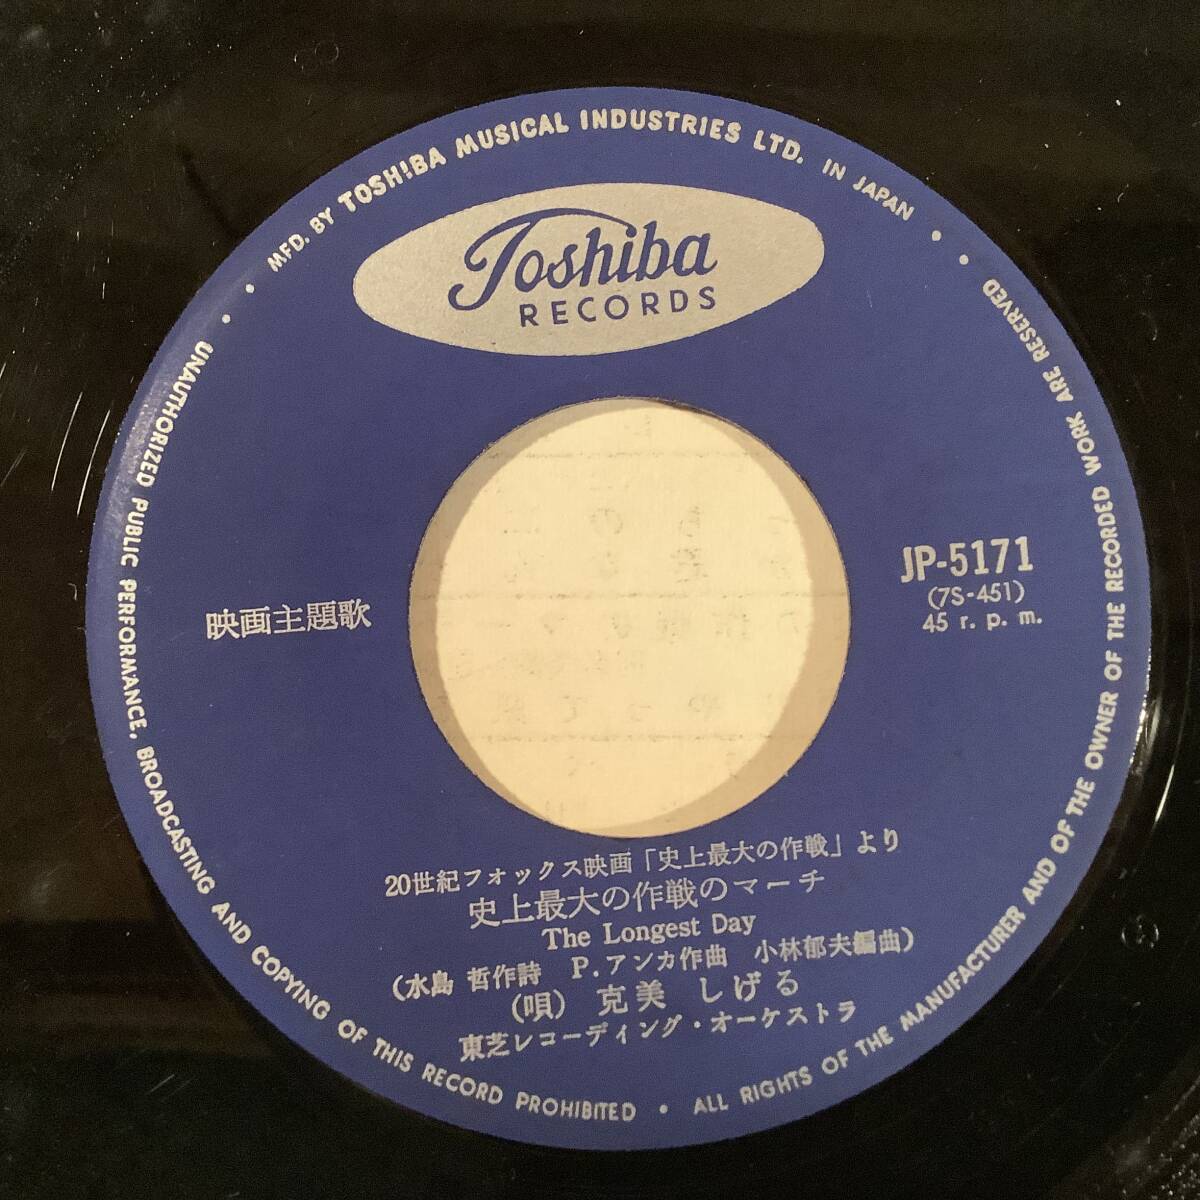 MFD. BY TOSHIBA MUSICAL INDUSTRIES LTD. IN JAPAN
Toshiba
RECORDS
映画主題歌
JP-5171
(7S-451)
45 r. p. m.
20世紀フォックス映画「史上最大の作戦」より
史上最大の作戦のマーチ
The Longest Day
(水島 哲作詩 P.アンカ作曲 小林郁夫編曲)
(唄) 克美 しげる
東芝レコーディング・オーケストラ
UNAUTHORIZED PUBLIC PERFORMANCE, BROADCASTING AND COPYING OF THIS RECORD PROHIBITED • ALL RIGHTS OF THE MANUFACTURER AND OF THE OWNER OF THE RECORDED WORK ARE RESERVED